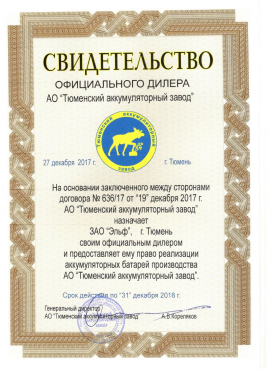 СВИДЕТЕЛЬСТВО
ОФИЦИАЛЬНОГО ДИЛЕРА
АО "Тюменский аккумуляторный завод"
Тюменский аккумуляторный
завод
27 декабря 2017 г. г. Тюмень
На основании заключенного между сторонами
договора № 636/17 от "19" декабря 2017 г.
АО "Тюменский аккумуляторный завод"
назначает
ЗАО "Эльф", г. Тюмень
своим официальным дилером
и предоставляет ему право реализации
аккумуляторных батарей производства
АО "Тюменский аккумуляторный завод".
Срок действия по "31" декабря 2018 г.
Генеральный директор
АО "Тюменский аккумуляторный завод" А.В.Корепяков